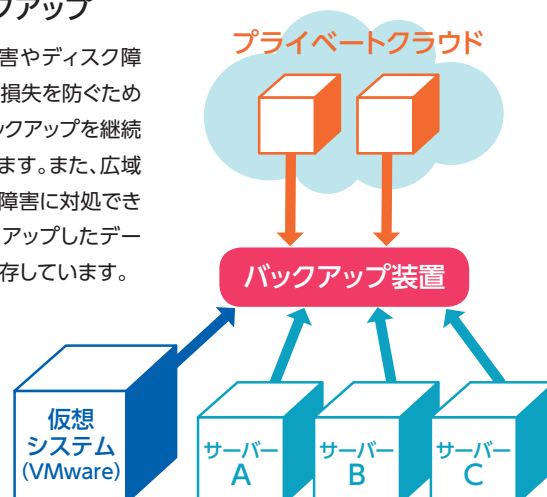 クアップ
害やディスク障
損失を防ぐため
ックアップを継続
ます。また、広域
障害に対処でき
アップしたデー
存しています。
プライベートクラウド
バックアップ装置
仮想
システム
(VMware)
サーバー
A
サーバー
B
サーバー
C